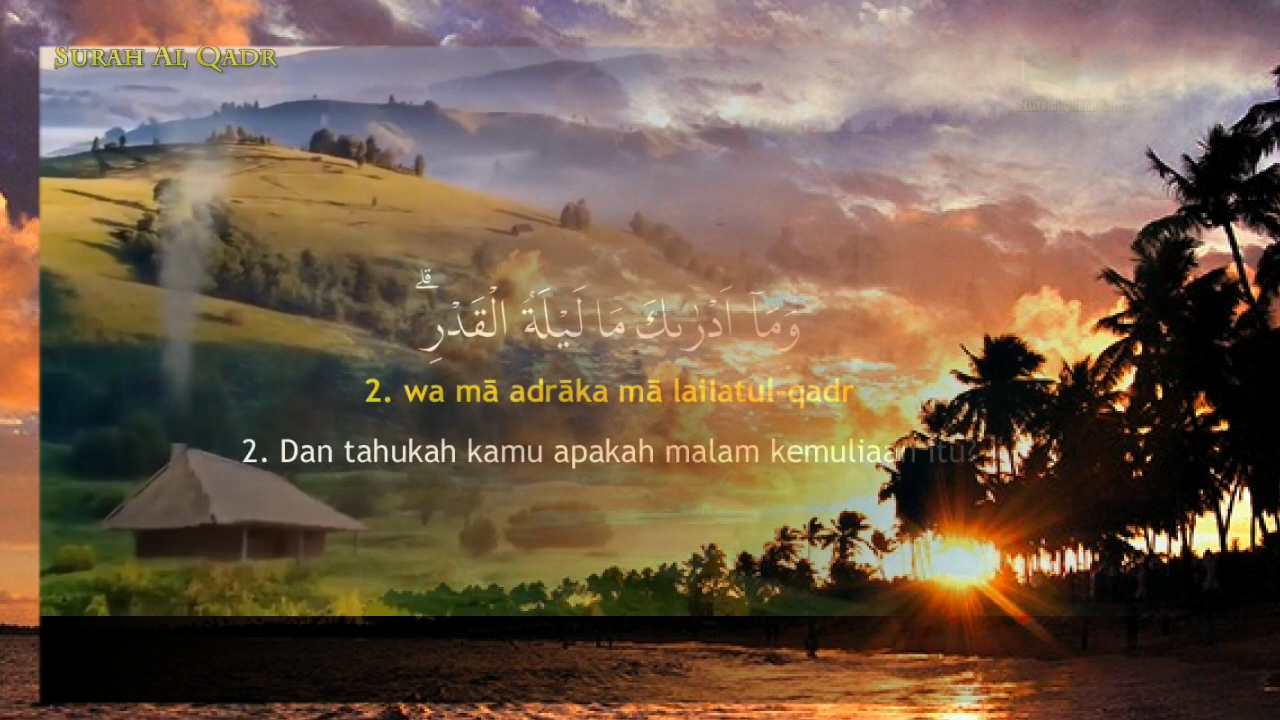 SURAH AL QADR
وَمَآ اَدْرٰىكَ مَا لَيْلَةُ الْقَدْرِۗ
2. wa mā adrāka mā lailatul-qadr
2. Dan tahukah kamu apakah malam kemuliaan itu?